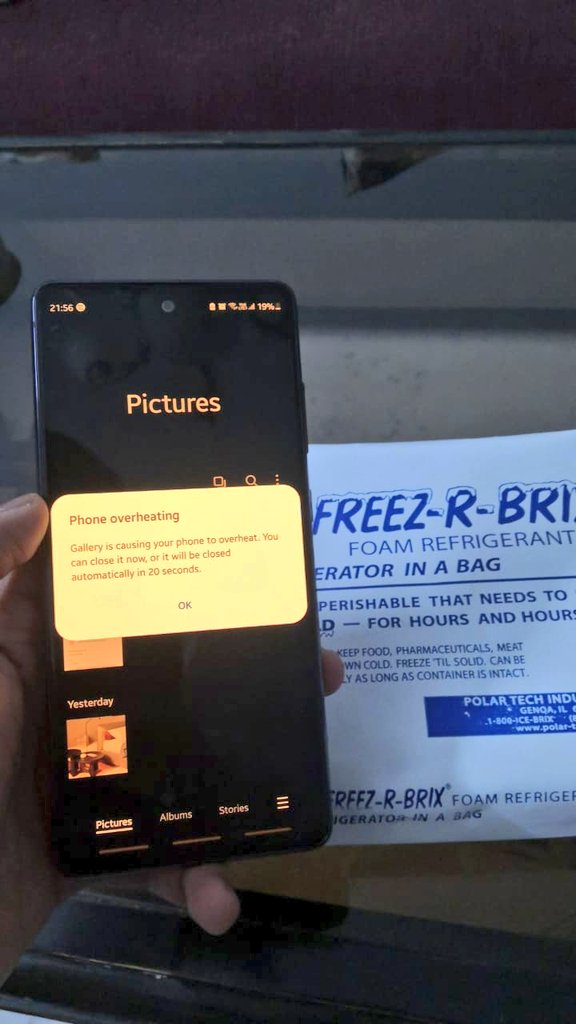 21:56
19%
Pictures
Phone overheating
Gallery is causing your phone to overheat. You
can close it now, or it will be closed
automatically in 20 seconds.
OK
Yesterday
Pictures Albums Stories
FREEZ-R-BRI
FOAM REFRIGERANT
ERATOR IN A BAG
PERISHABLE THAT NEEDS TO
D — FOR HOURS AND HOURS
KEEP FOOD, PHARMACEUTICALS, MEAT
WN COLD. FREEZE 'TIL SOLID. CAN BE
LY AS LONG AS CONTAINER IS INTACT.
POLAR TECH INDU
GENOA, IL
1-800-ICE-BRIX
www.polar-t
FREEZ-R-BRIX® FOAM REFRIGER
IGERATOR IN A BAG